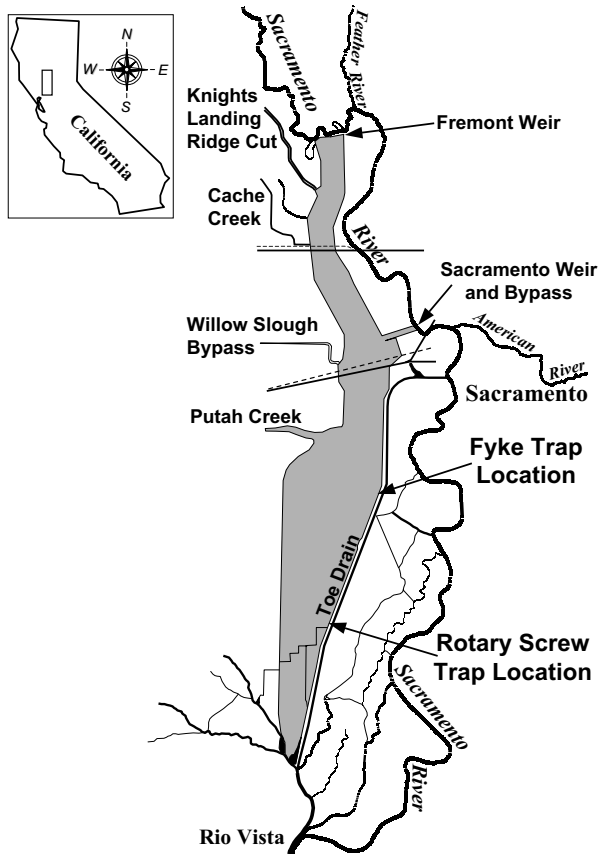 N
W
E
S
California
Sacramento
Feather
River
Knights
Landing
Ridge Cut
Fremont Weir
Cache
Creek
River
Sacramento Weir
and Bypass
American
River
Willow Slough
Bypass
Sacramento
Putah Creek
Fyke Trap
Location
Toe Drain
Rotary Screw
Trap Location
Sacramento
River
Rio Vista